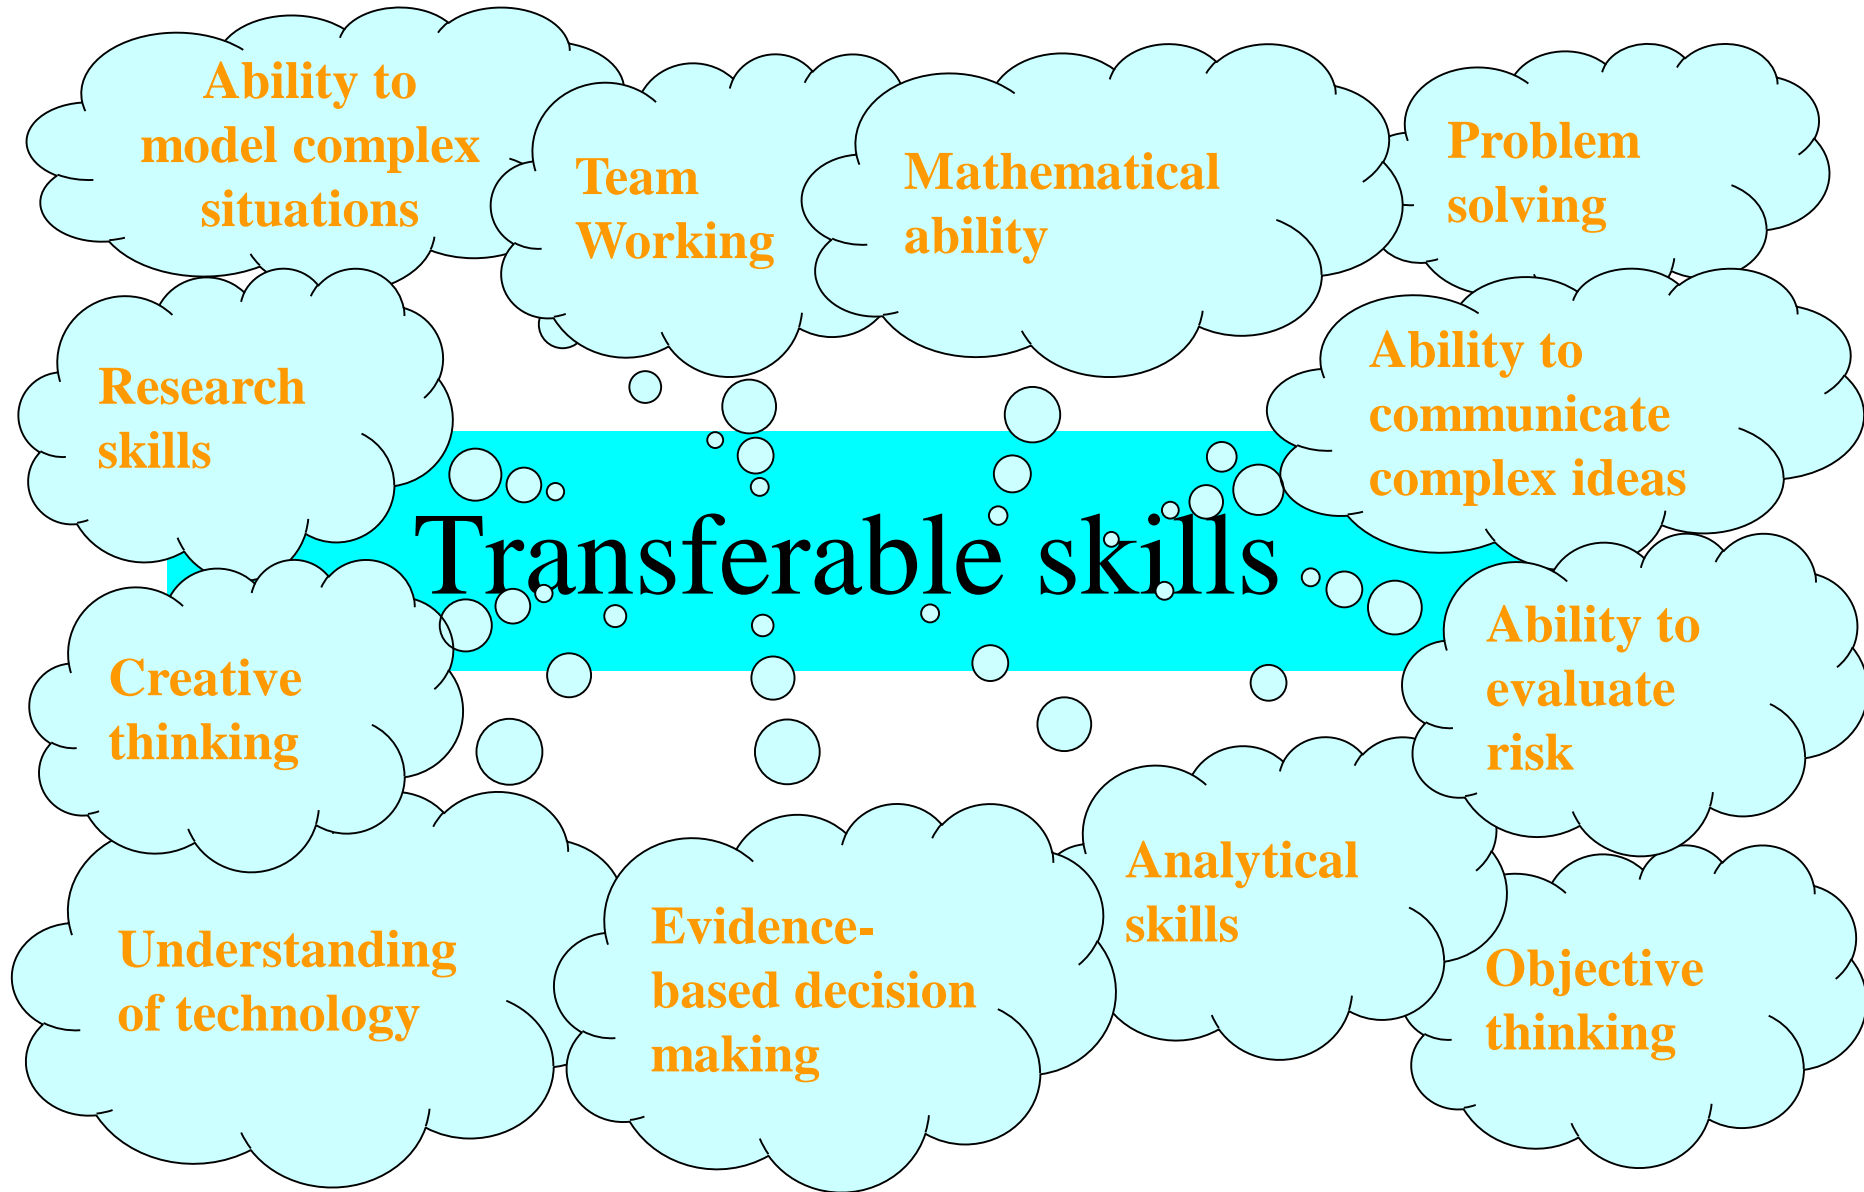 Ability to
model complex
situations
Team
Working
Mathematical
ability
Problem
solving
Research
skills
Ability to
communicate
complex ideas
Transferable skills
Creative
thinking
Ability to
evaluate
risk
Understanding
of technology
Evidence-
based decision
making
Analytical
skills
Objective
thinking